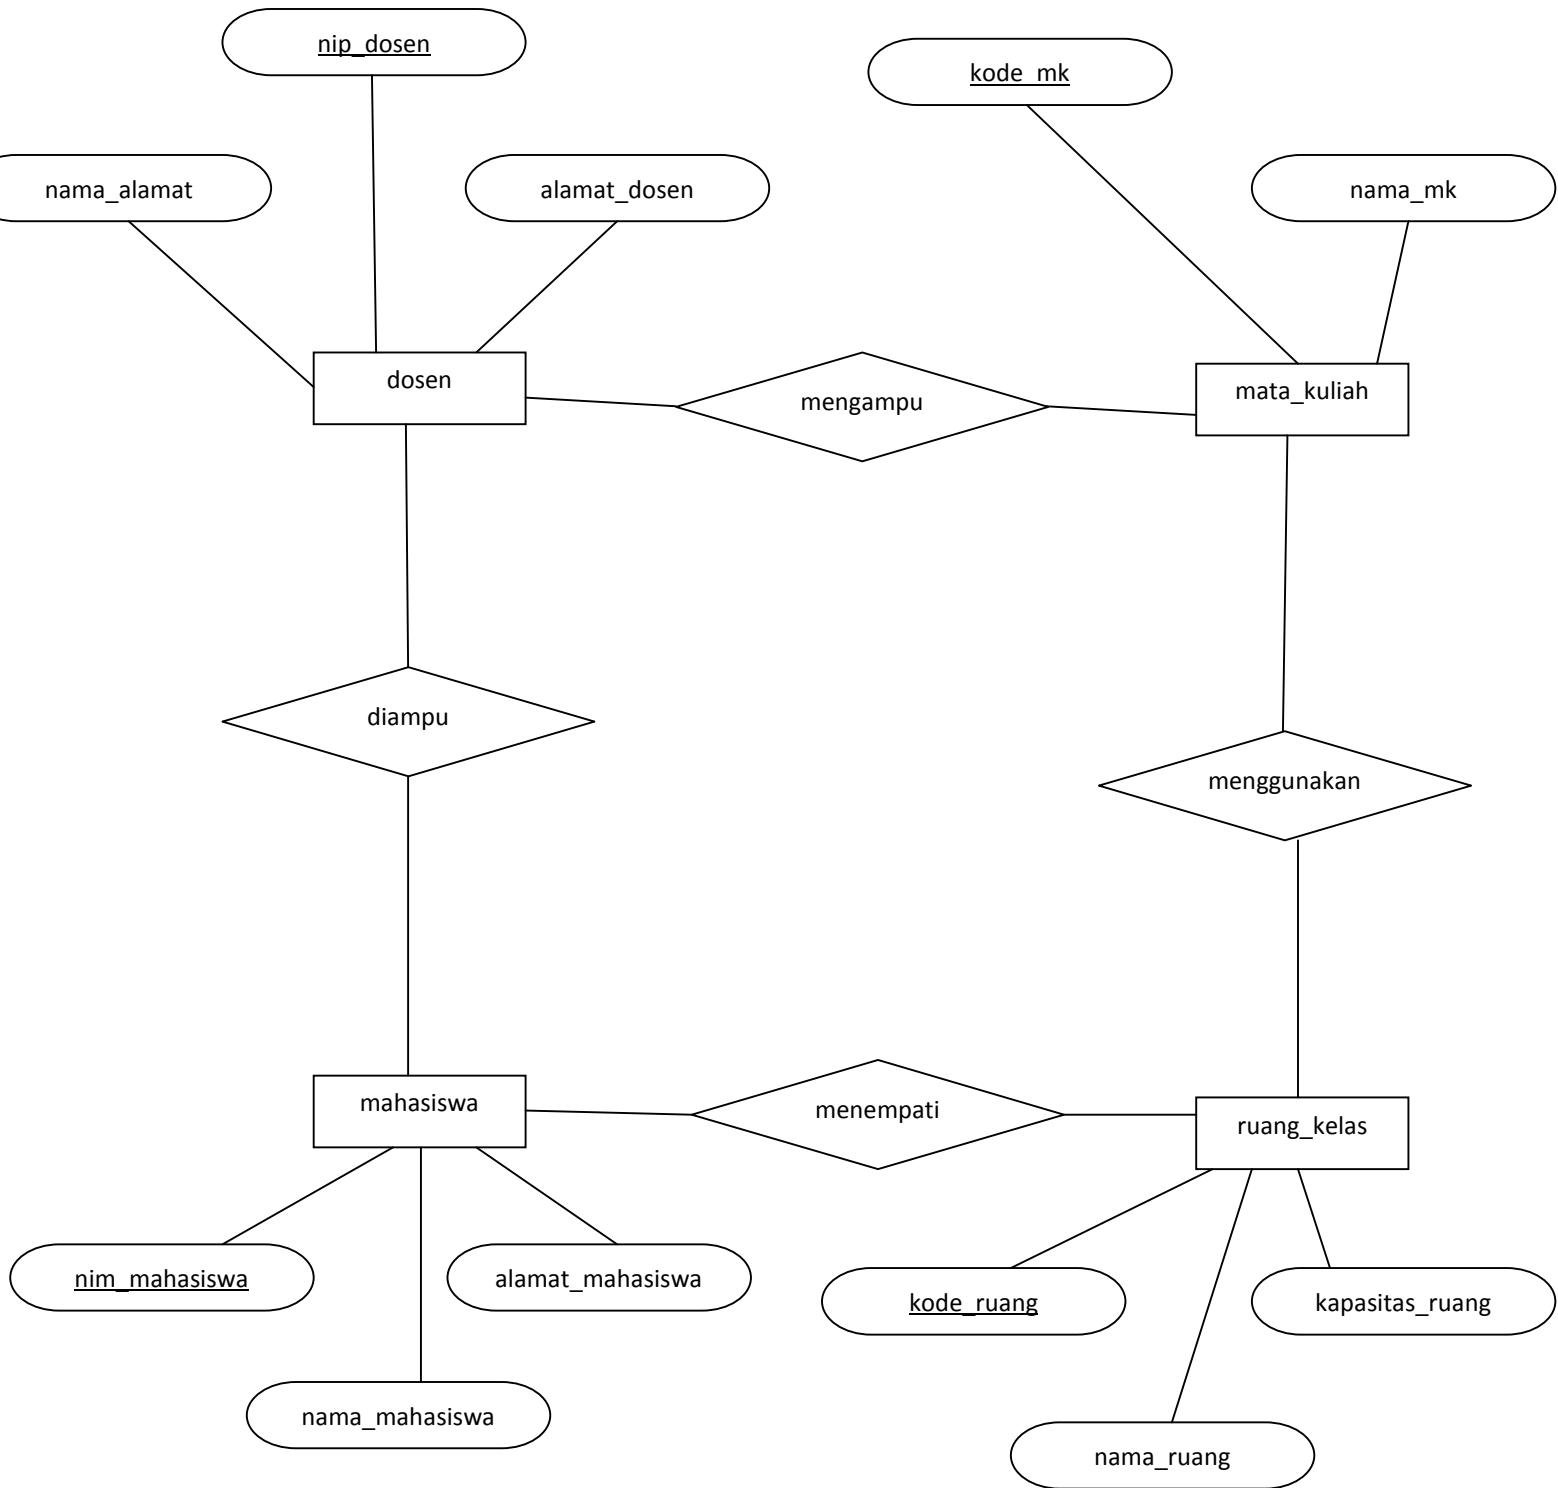 nip_dosen
kode_mk
nama_alamat
alamat_dosen
nama_mk
dosen
mengampu
mata_kuliah
diampu
menggunakan
mahasiswa
menempati
ruang_kelas
nim_mahasiswa
alamat_mahasiswa
kode_ruang
kapasitas_ruang
nama_mahasiswa
nama_ruang